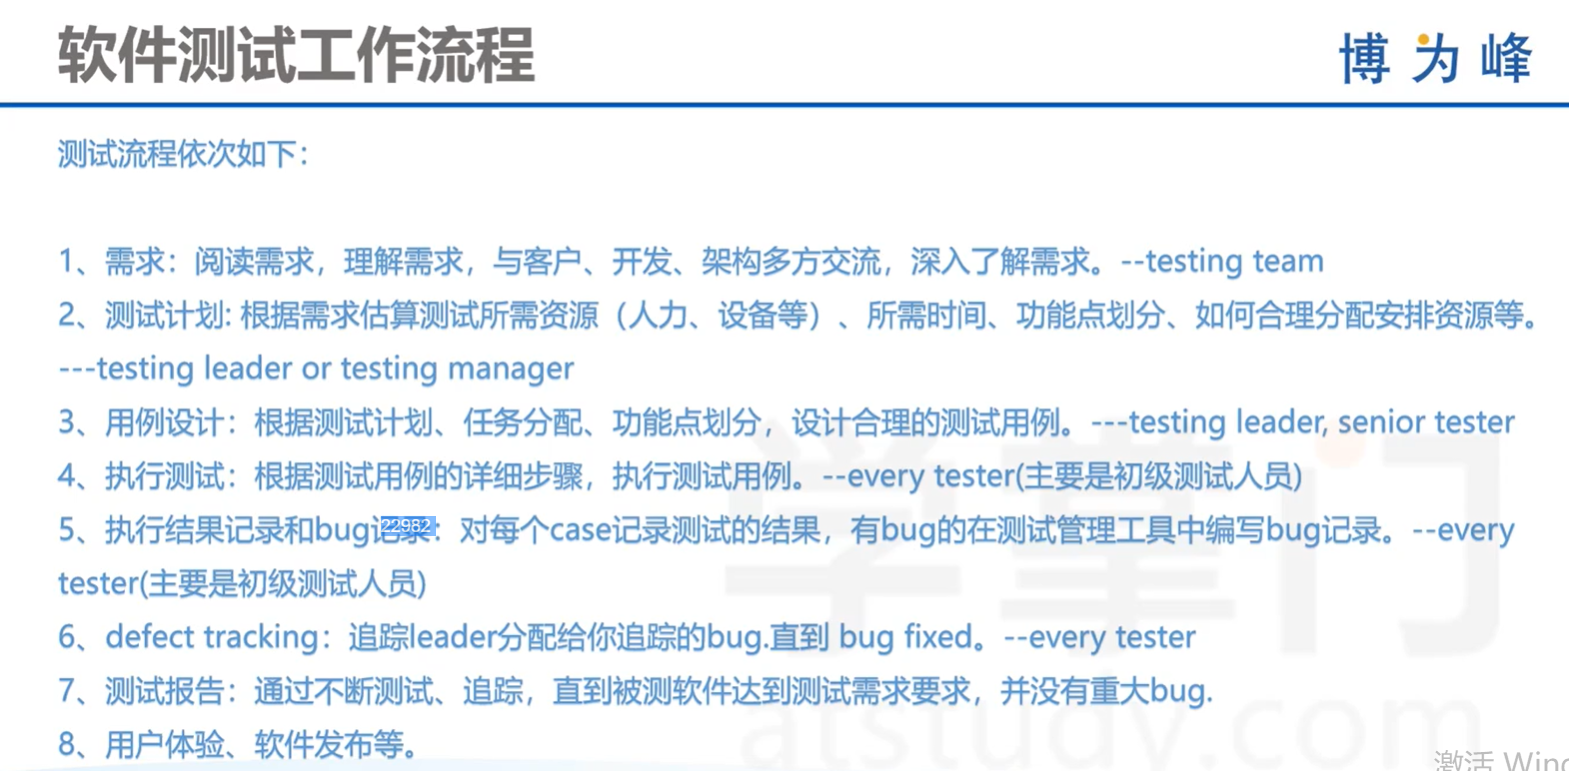 软件测试工作流程
博为峰
测试流程依次如下：
1、需求：阅读需求，理解需求，与客户、开发、架构多方交流，深入了解需求。--testing team
2、测试计划: 根据需求估算测试所需资源（人力、设备等）、所需时间、功能点划分、如何合理分配安排资源等。
---testing leader or testing manager
3、用例设计：根据测试计划、任务分配、功能点划分，设计合理的测试用例。---testing leader, senior tester
4、执行测试：根据测试用例的详细步骤，执行测试用例。--every tester(主要是初级测试人员)
5、执行结果记录和bug记录：对每个case记录测试的结果，有bug的在测试管理工具中编写bug记录。--every
22982
tester(主要是初级测试人员)
6、defect tracking：追踪leader分配给你追踪的bug.直到 bug fixed。--every tester
7、测试报告：通过不断测试、追踪，直到被测软件达到测试需求要求，并没有重大bug.
8、用户体验、软件发布等。
学掌门
atstudy.com
激活 Wind